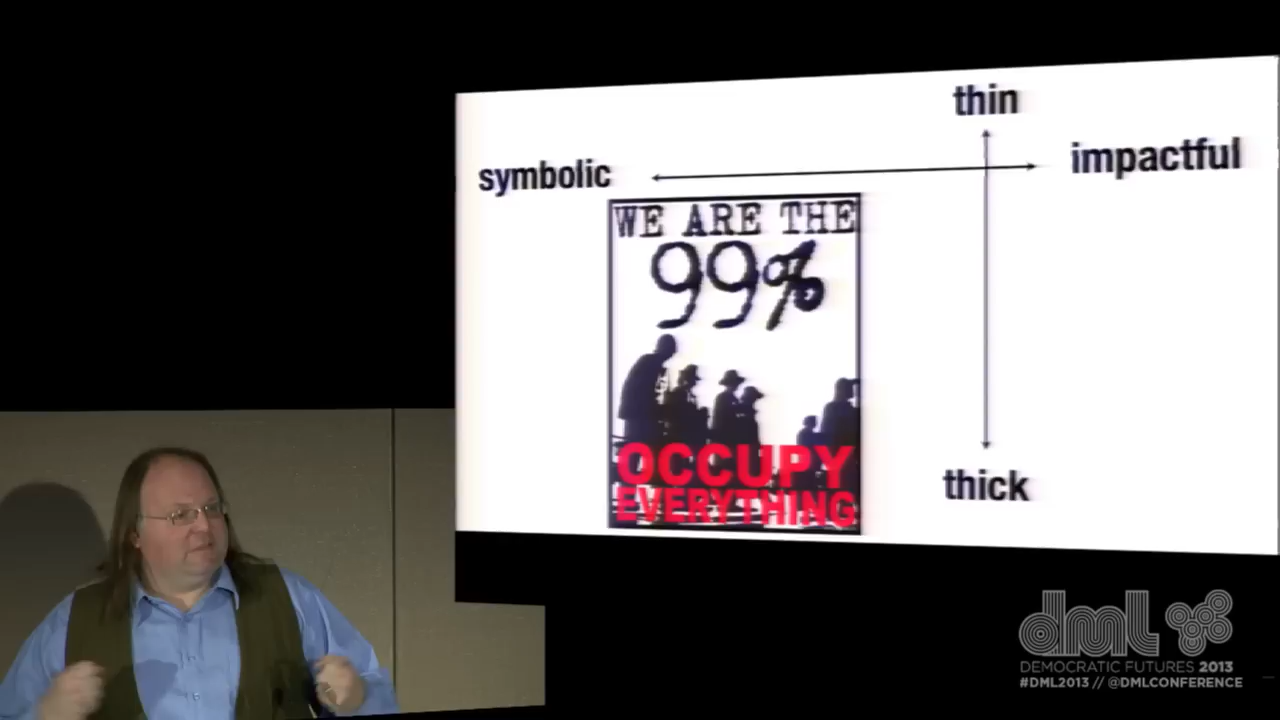 thin
symbolic
impactful
WE ARE THE
99%
OCCUPY
EVERYTHING
thick
dml
DEMOCRATIC FUTURES 2013
#DML2013 // @DMLCONFERENCE